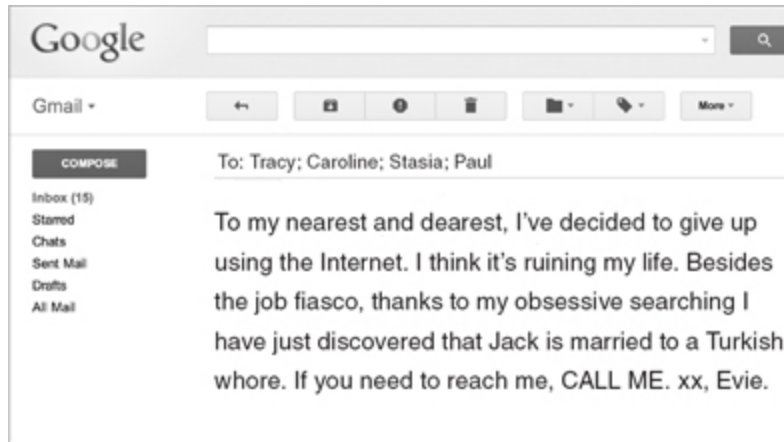 Google
Gmail
More
COMPOSE
To: Tracy; Caroline; Stasia; Paul
Inbox (15)
Starred
Chats
Sent Mail
Drafts
All Mail
To my nearest and dearest, I've decided to give up
using the Internet. I think it's ruining my life. Besides
the job fiasco, thanks to my obsessive searching I
have just discovered that Jack is married to a Turkish
whore. If you need to reach me, CALL ME. xx, Evie.